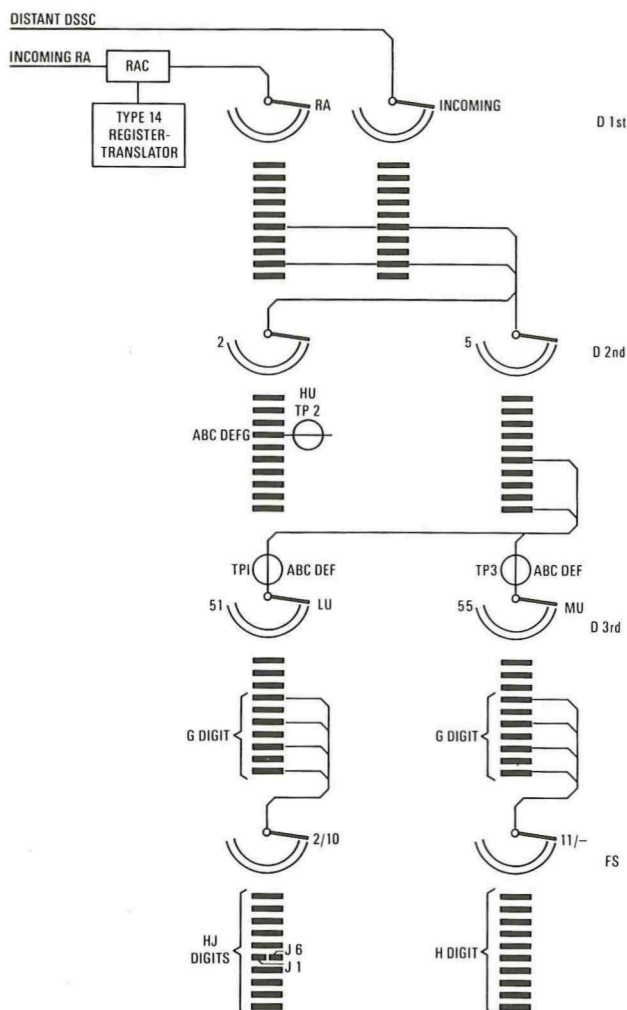 DISTANT DSSC
INCOMING RA
RAC
TYPE 14
REGISTER-
TRANSLATOR
RA
INCOMING
D 1st
2
5
D 2nd
HU
TP 2
ABC DEFG
TP1
ABC DEF
TP3
ABC DEF
51
LU
55
MU
D 3rd
G DIGIT
G DIGIT
2/10
11/–
FS
HJ
DIGITS
J 6
J 1
H DIGIT